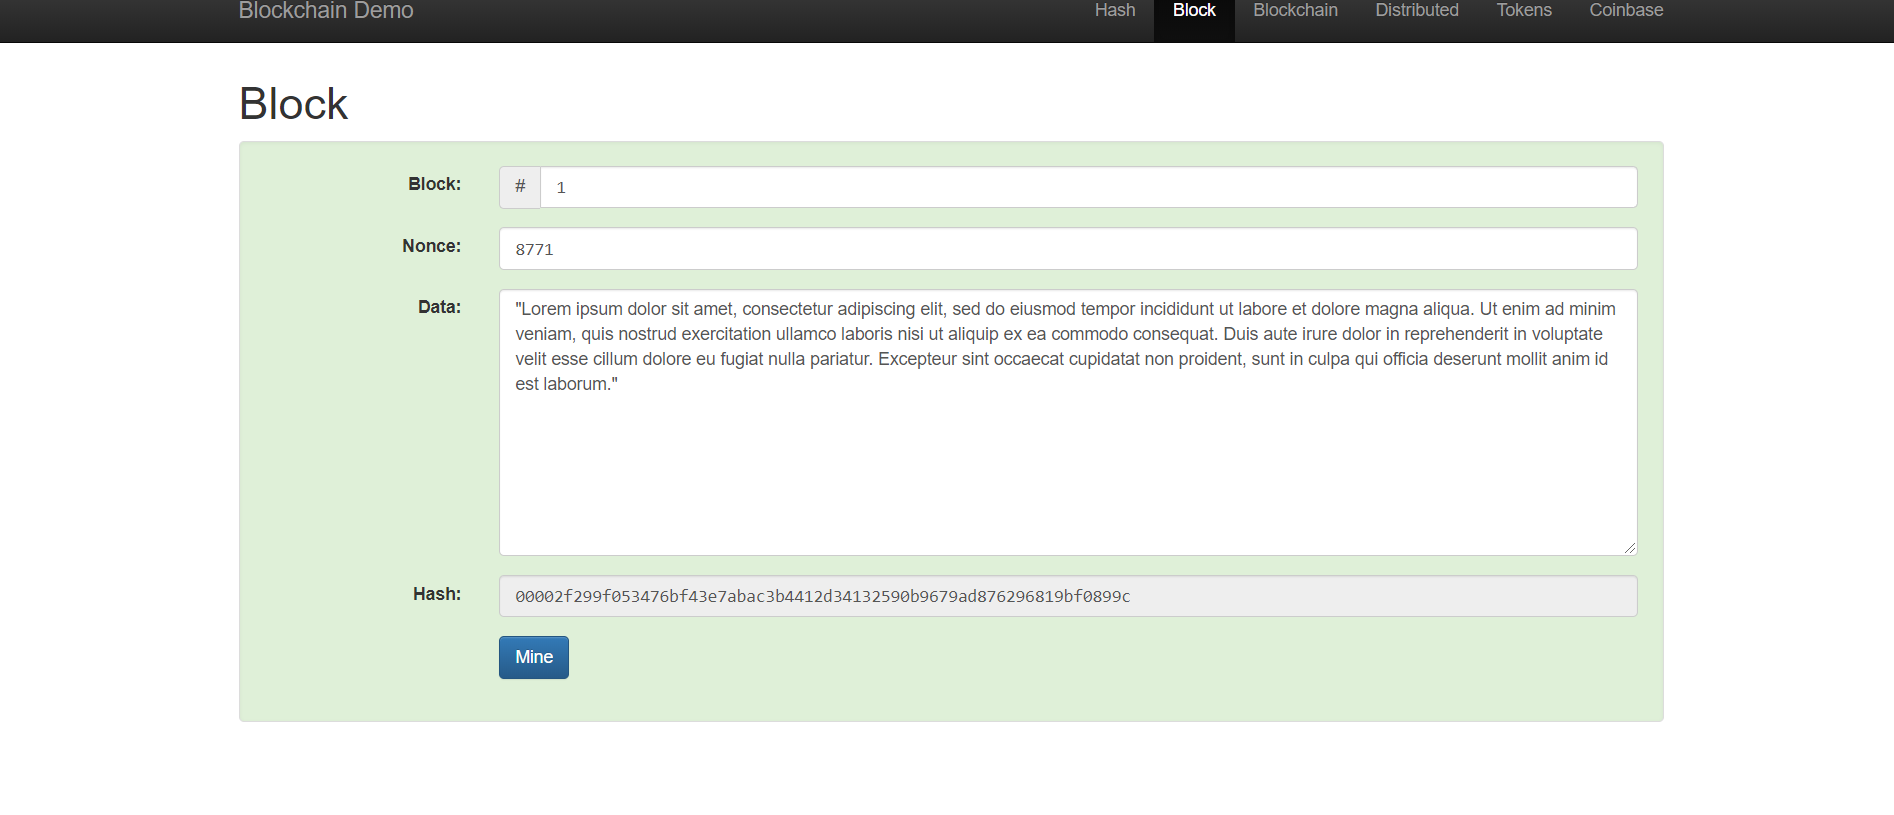 Blockchain Demo
Hash Block Blockchain Distributed Tokens Coinbase
Block
Block: # 1
Nonce: 8771
Data: "Lorem ipsum dolor sit amet, consectetur adipiscing elit, sed do eiusmod tempor incididunt ut labore et dolore magna aliqua. Ut enim ad minim
veniam, quis nostrud exercitation ullamco laboris nisi ut aliquip ex ea commodo consequat. Duis aute irure dolor in reprehenderit in voluptate
velit esse cillum dolore eu fugiat nulla pariatur. Excepteur sint occaecat cupidatat non proident, sunt in culpa qui officia deserunt mollit anim id
est laborum."
Hash: 00002f299f053476bf43e7abac3b4412d34132590b9679ad876296819bf0899c
Mine